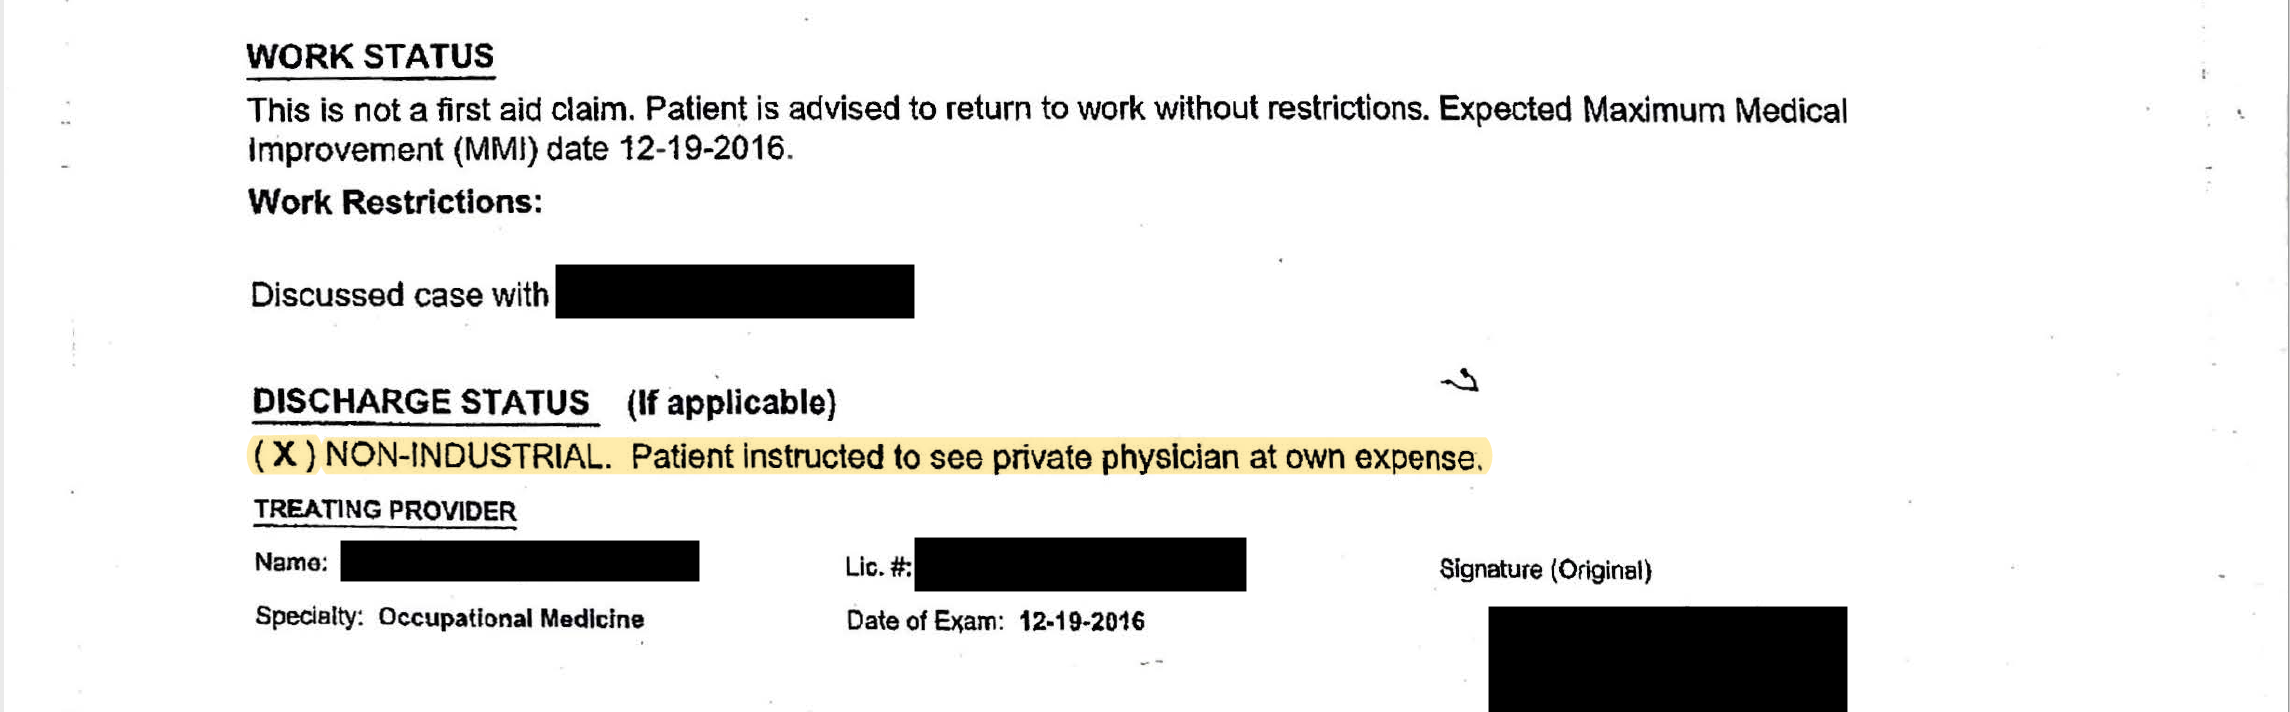 WORK STATUS
This is not a first aid claim. Patient is advised to return to work without restrictions. Expected Maximum Medical
Improvement (MMI) date 12-19-2016.
Work Restrictions:
Discussed case with
DISCHARGE STATUS (If applicable)
( X ) NON-INDUSTRIAL. Patient instructed to see private physician at own expense.
TREATING PROVIDER
Name: Lic. #: Signature (Original)
Specialty: Occupational Medicine Date of Exam: 12-19-2016